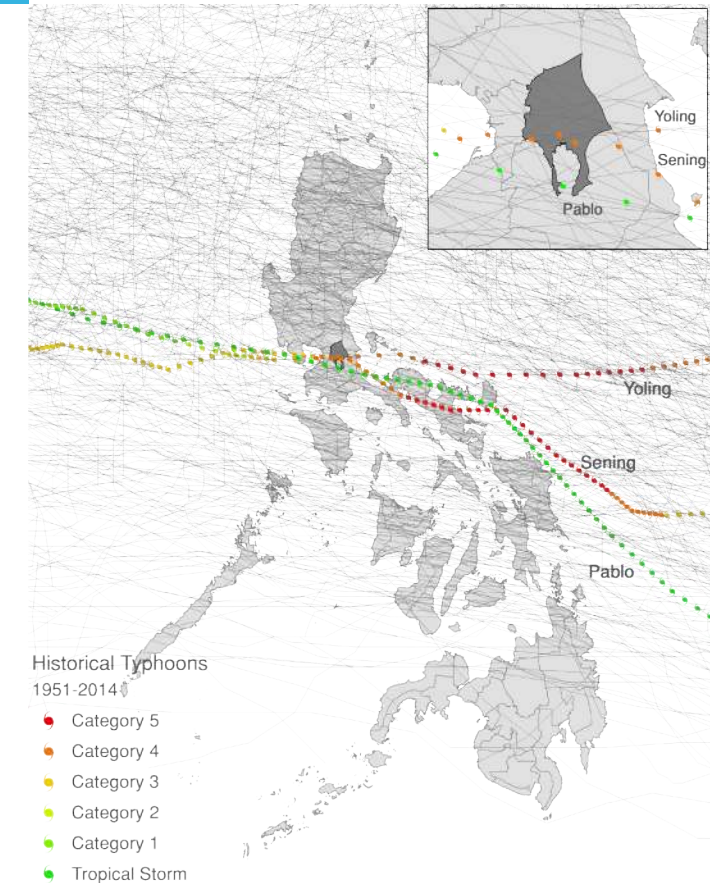 Yoling
Sening
Pablo
Yoling
Sening
Pablo
Historical Typhoons
1951-2014
Category 5
Category 4
Category 3
Category 2
Category 1
Tropical Storm